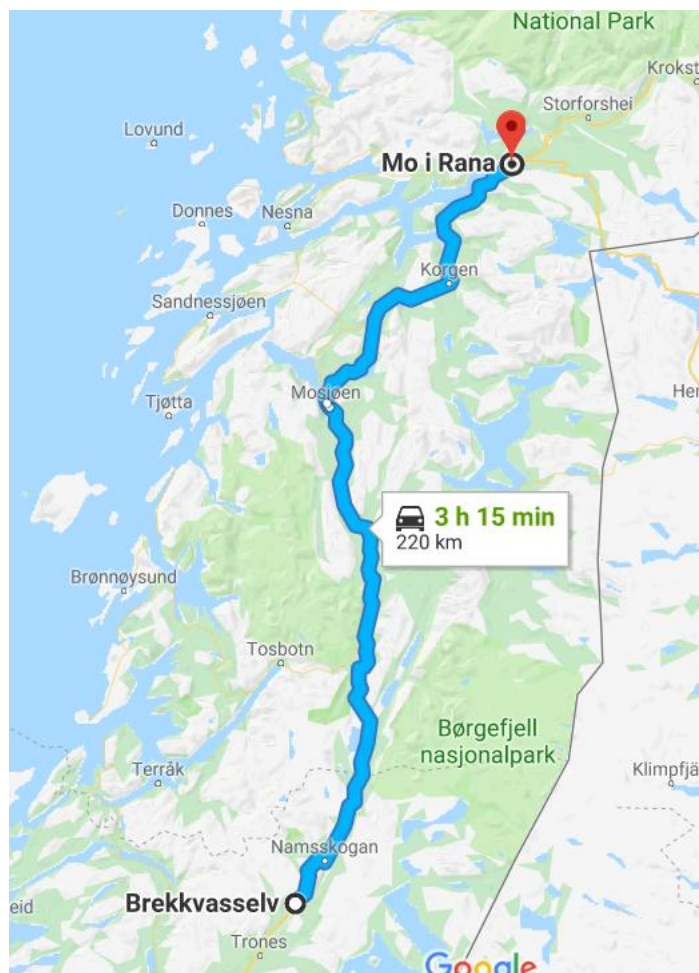 National Park
Krokst
Storforshei
Lovund
Mo i Rana
Donnes
Nesna
Korgen
Sandnessjøen
Mosjøen
Her
Tjøtta
3 h 15 min
220 km
Brønnøysund
Tosbotn
Børgefjell
nasjonalpark
Terråk
Klimpfjä
Namsskogan
eid
Brekkvasselv
Trones
Google